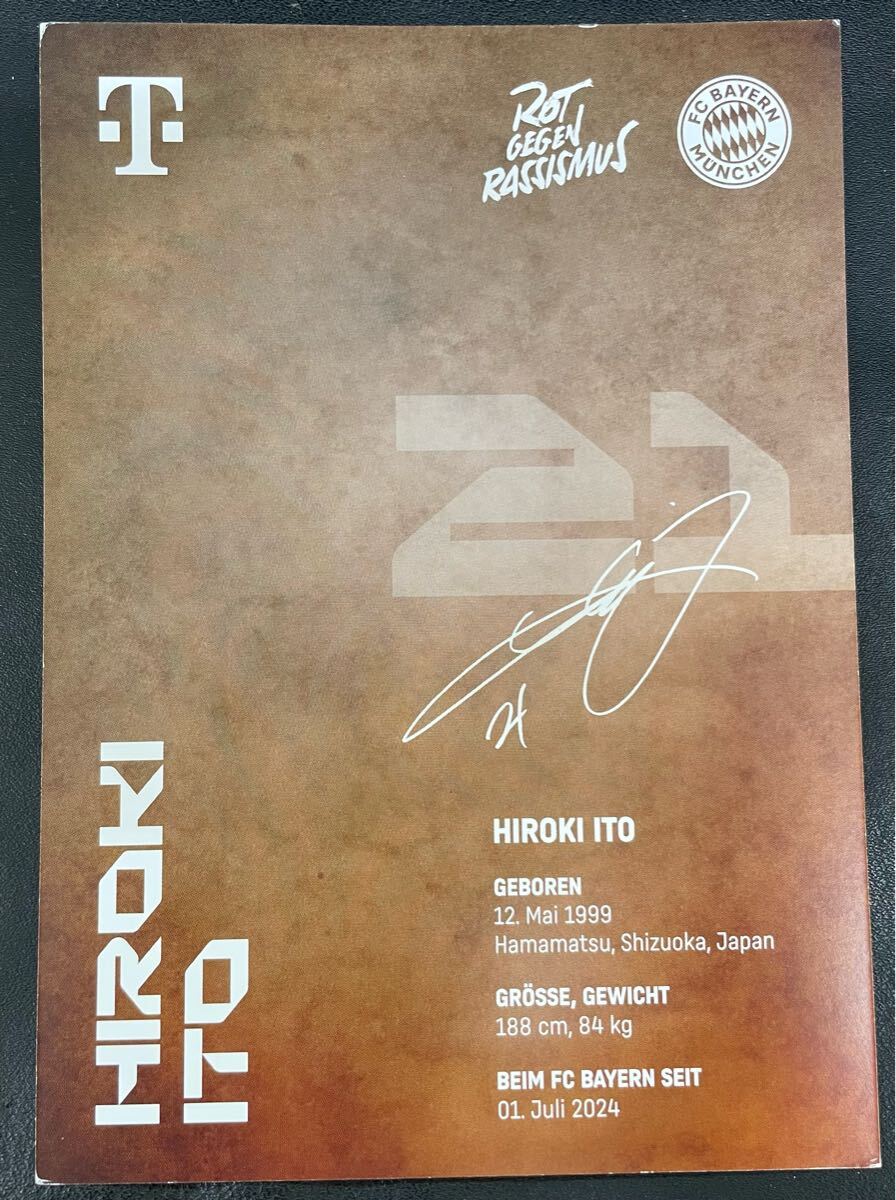 T
ROT
GEGEN
RASSISMUS
FC BAYERN
MÜNCHEN
21
HIROKI
ITO
HIROKI ITO
GEBOREN
12. Mai 1999
Hamamatsu, Shizuoka, Japan
GRÖSSE, GEWICHT
188 cm, 84 kg
BEIM FC BAYERN SEIT
01. Juli 2024